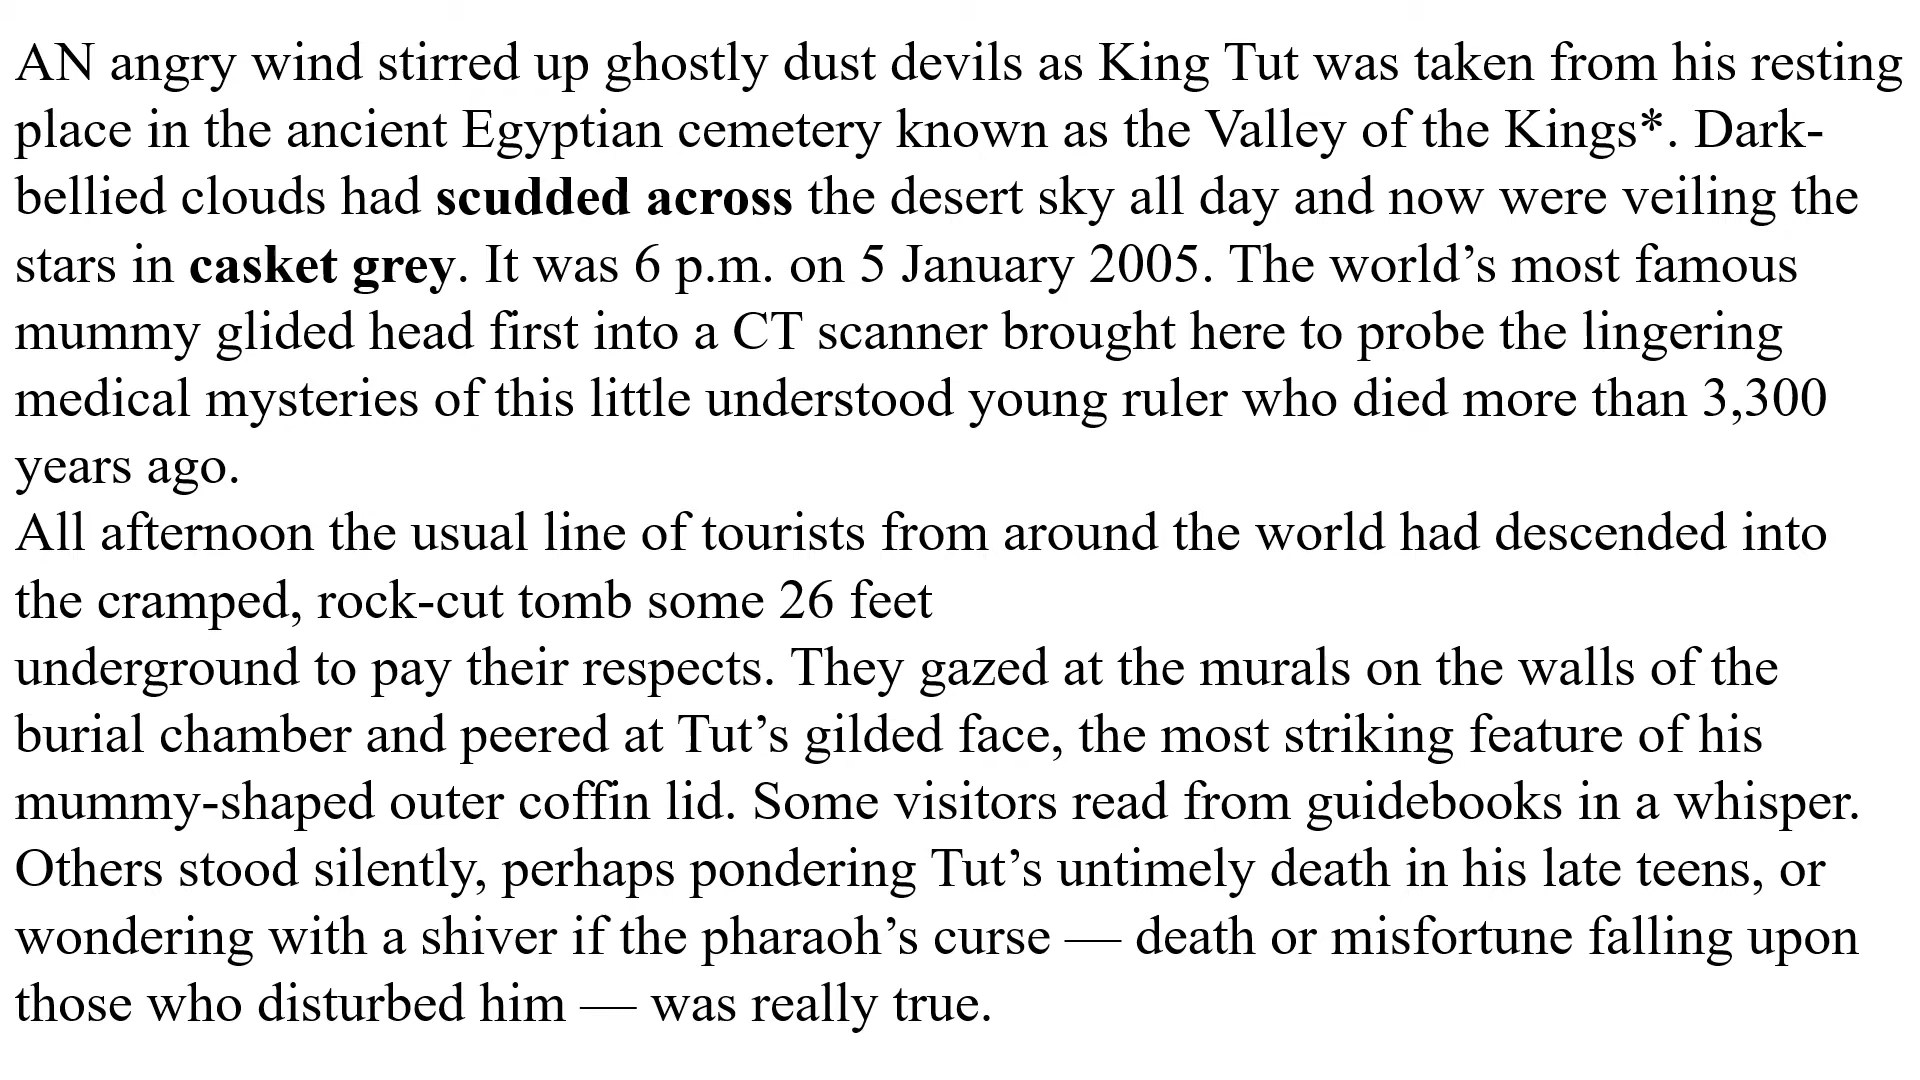 AN angry wind stirred up ghostly dust devils as King Tut was taken from his resting
place in the ancient Egyptian cemetery known as the Valley of the Kings*. Dark-
bellied clouds had scudded across the desert sky all day and now were veiling the
stars in casket grey. It was 6 p.m. on 5 January 2005. The world’s most famous
mummy glided head first into a CT scanner brought here to probe the lingering
medical mysteries of this little understood young ruler who died more than 3,300
years ago.
All afternoon the usual line of tourists from around the world had descended into
the cramped, rock-cut tomb some 26 feet
underground to pay their respects. They gazed at the murals on the walls of the
burial chamber and peered at Tut’s gilded face, the most striking feature of his
mummy-shaped outer coffin lid. Some visitors read from guidebooks in a whisper.
Others stood silently, perhaps pondering Tut’s untimely death in his late teens, or
wondering with a shiver if the pharaoh’s curse — death or misfortune falling upon
those who disturbed him — was really true.